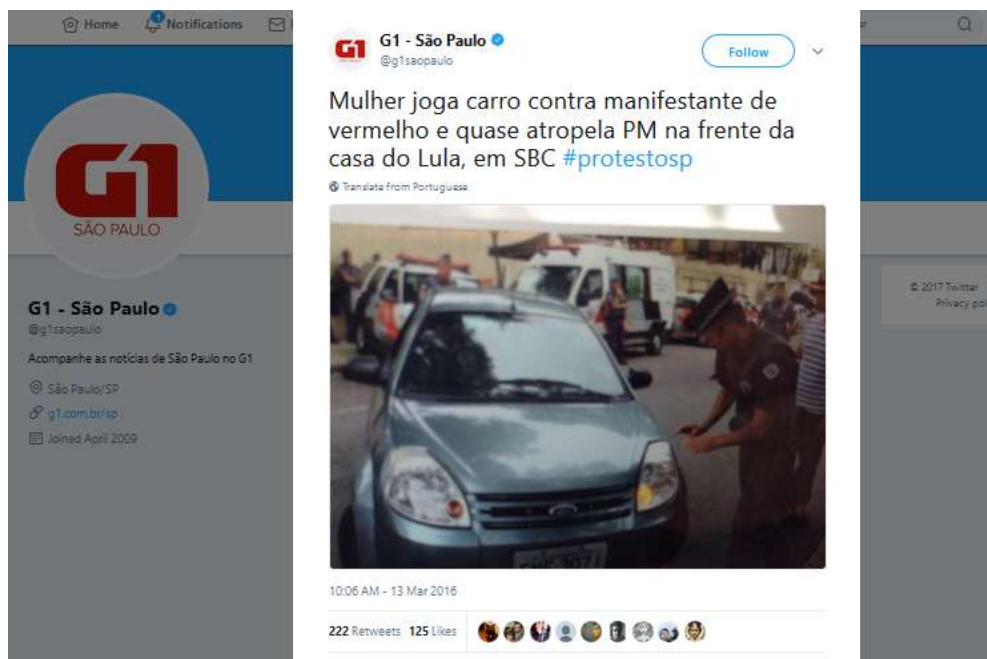 Home
Notifications
G1
SÃO PAULO
G1 - São Paulo
@g1saopaulo
Acompanhe as notícias de São Paulo no G1
São Paulo/SP
g1.com.br/sp
Joined April 2009
G1 - São Paulo
@g1saopaulo
Follow
Mulher joga carro contra manifestante de
vermelho e quase atropela PM na frente da
casa do Lula, em SBC #protestosp
Translate from Portuguese
10:06 AM - 13 Mar 2016
222 Retweets 125 Likes
© 2017 Twitter
Privacy